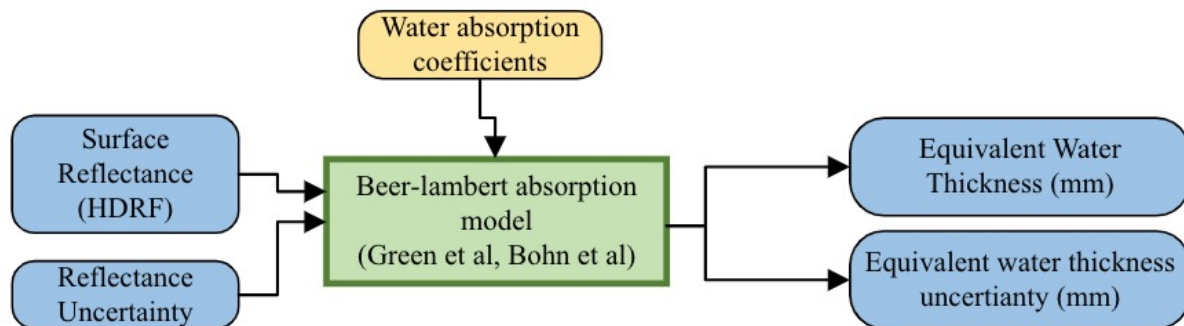 Water absorption
coefficients
Surface
Reflectance
(HDRF)
Reflectance
Uncertainty
Beer-lambert absorption
model
(Green et al, Bohn et al)
Equivalent Water
Thickness (mm)
Equivalent water thickness
uncertianty (mm)